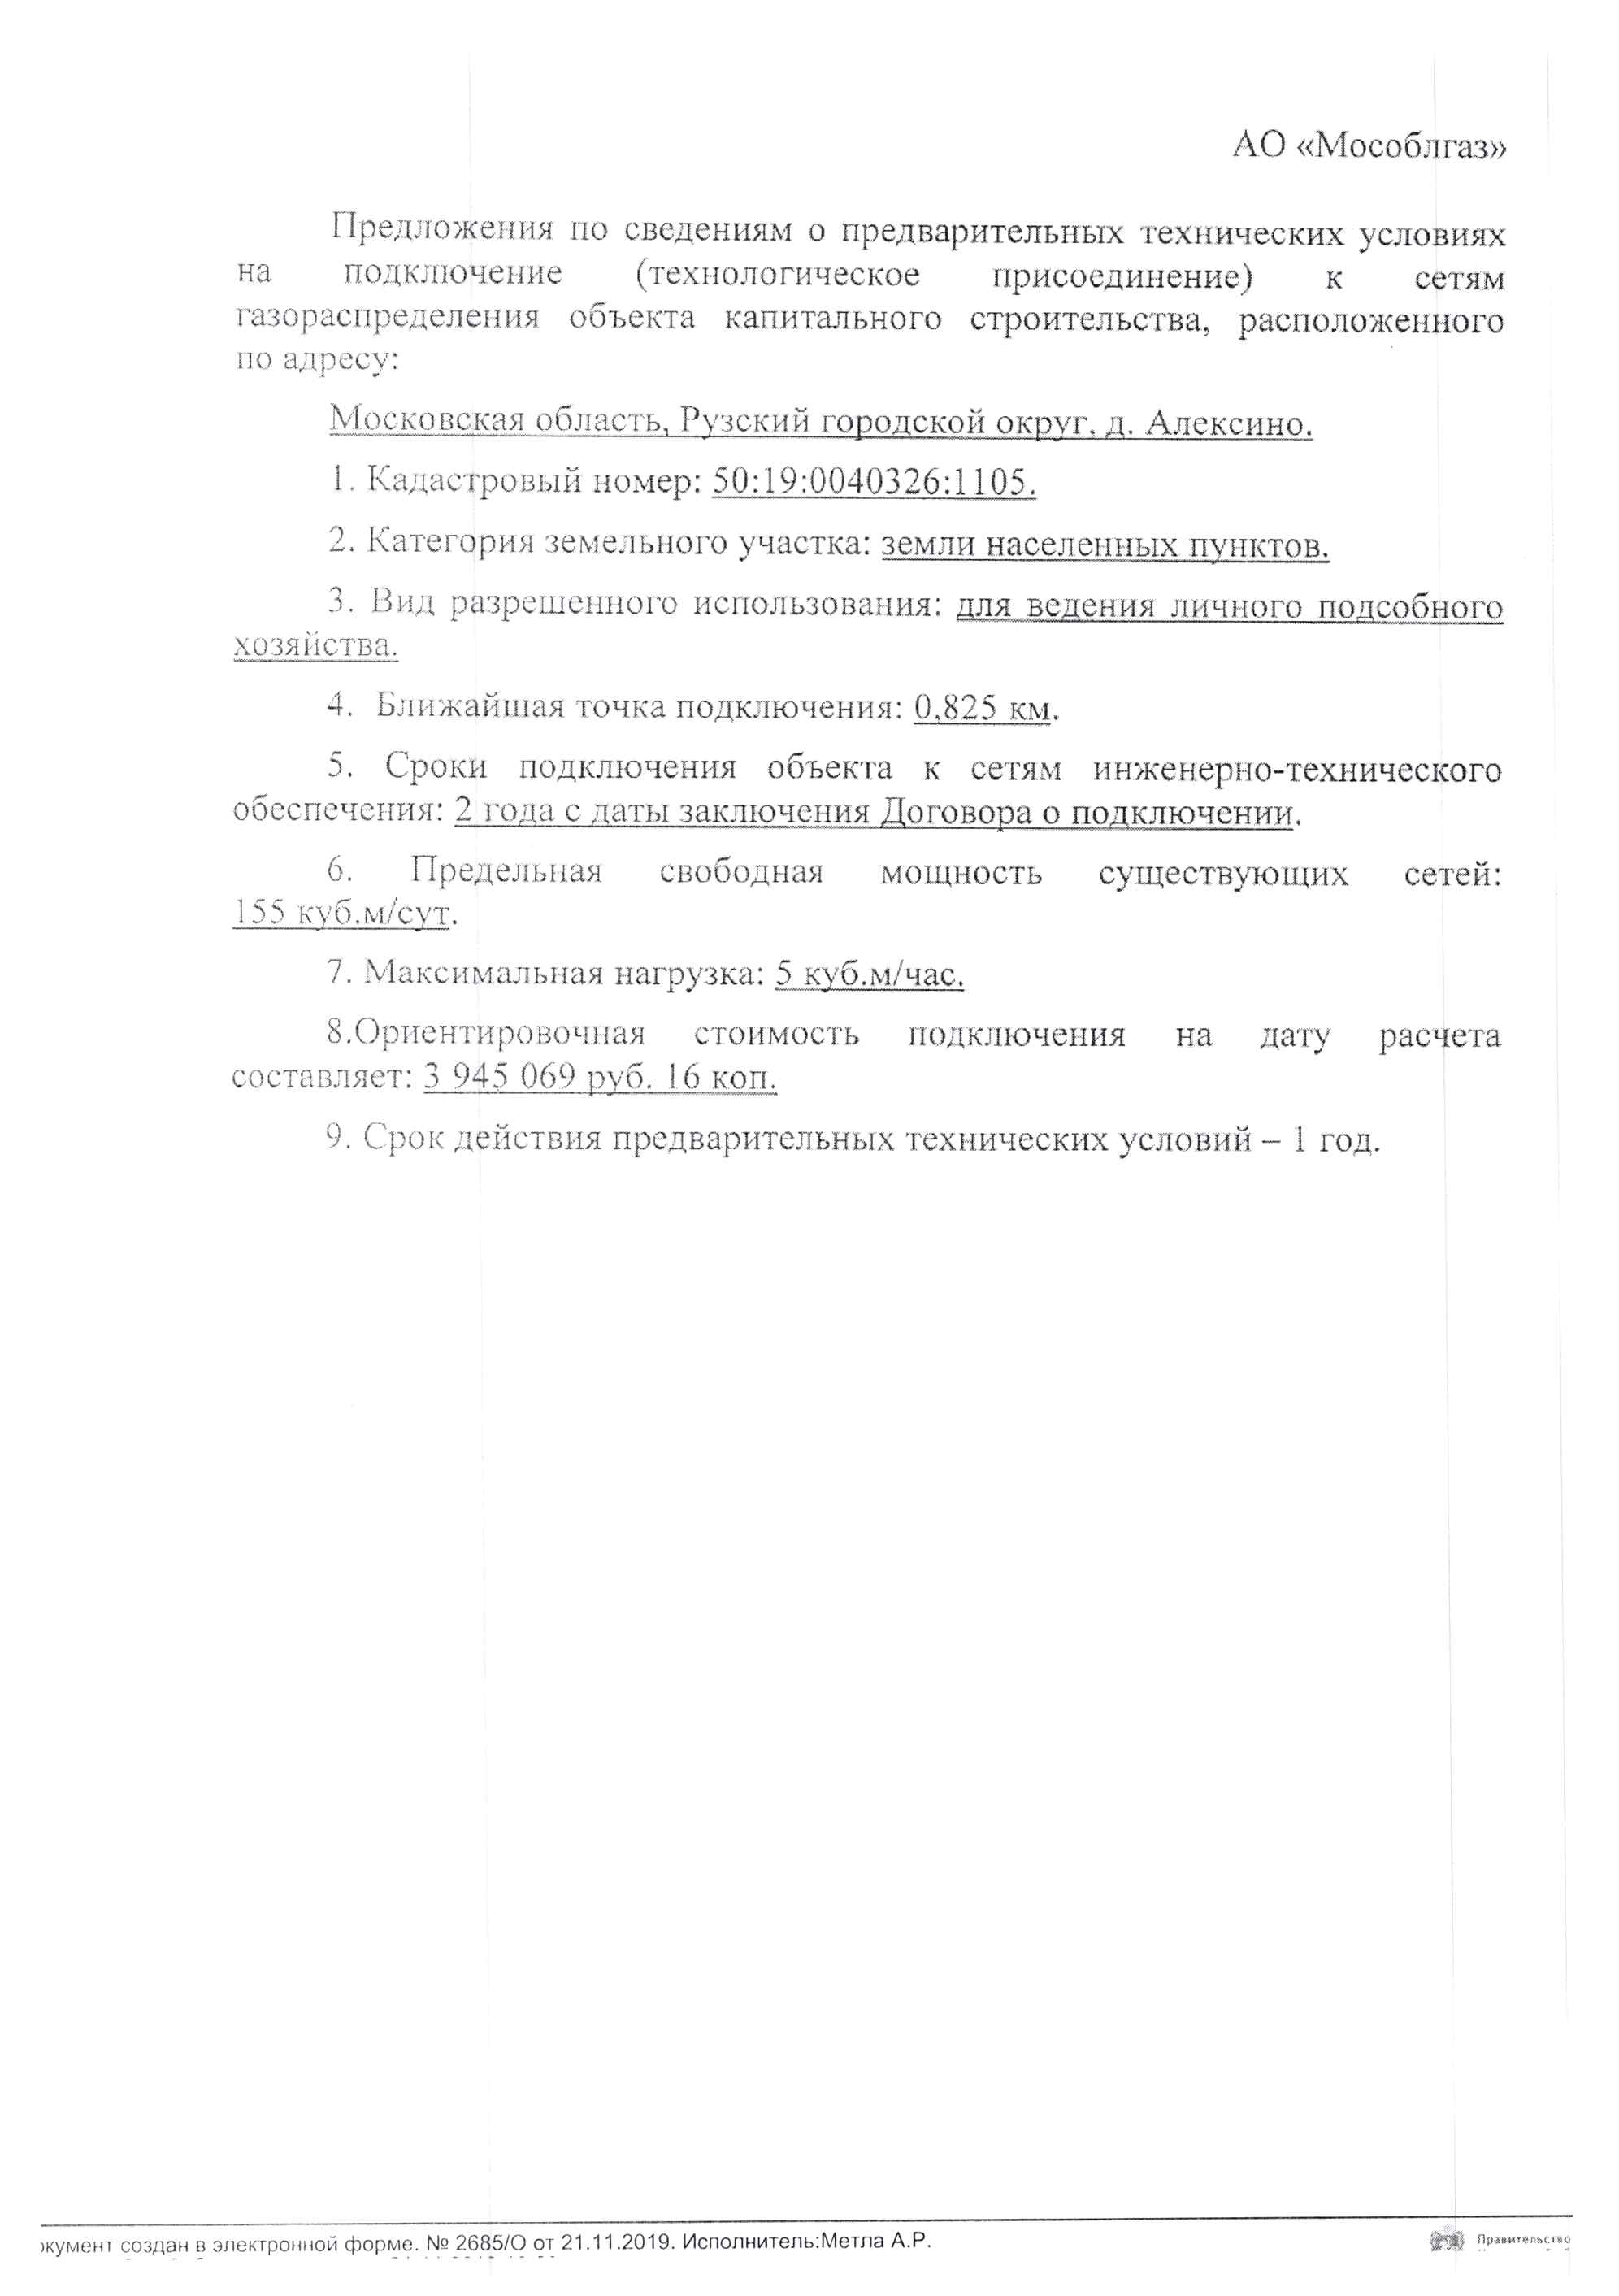 АО «Мособлгаз»
Предложения по сведениям о предварительных технических условиях
на подключение (технологическое присоединение) к сетям
газораспределения объекта капитального строительства, расположенного
по адресу:
Московская область, Рузский городской округ, д. Алексино.
1. Кадастровый номер: 50:19:0040326:1105.
2. Категория земельного участка: земли населенных пунктов.
3. Вид разрешенного использования: для ведения личного подсобного
хозяйства.
4. Ближайшая точка подключения: 0,825 км.
5. Сроки подключения объекта к сетям инженерно-технического
обеспечения: 2 года с даты заключения Договора о подключении.
6. Предельная свободная мощность существующих сетей:
155 куб.м/сут.
7. Максимальная нагрузка: 5 куб.м/час.
8.Ориентировочная стоимость подключения на дату расчета
составляет: 3 945 069 руб. 16 коп.
9. Срок действия предварительных технических условий – 1 год.
окумент создан в электронной форме. № 2685/О от 21.11.2019. Исполнитель:Метла А.Р.
Правительство